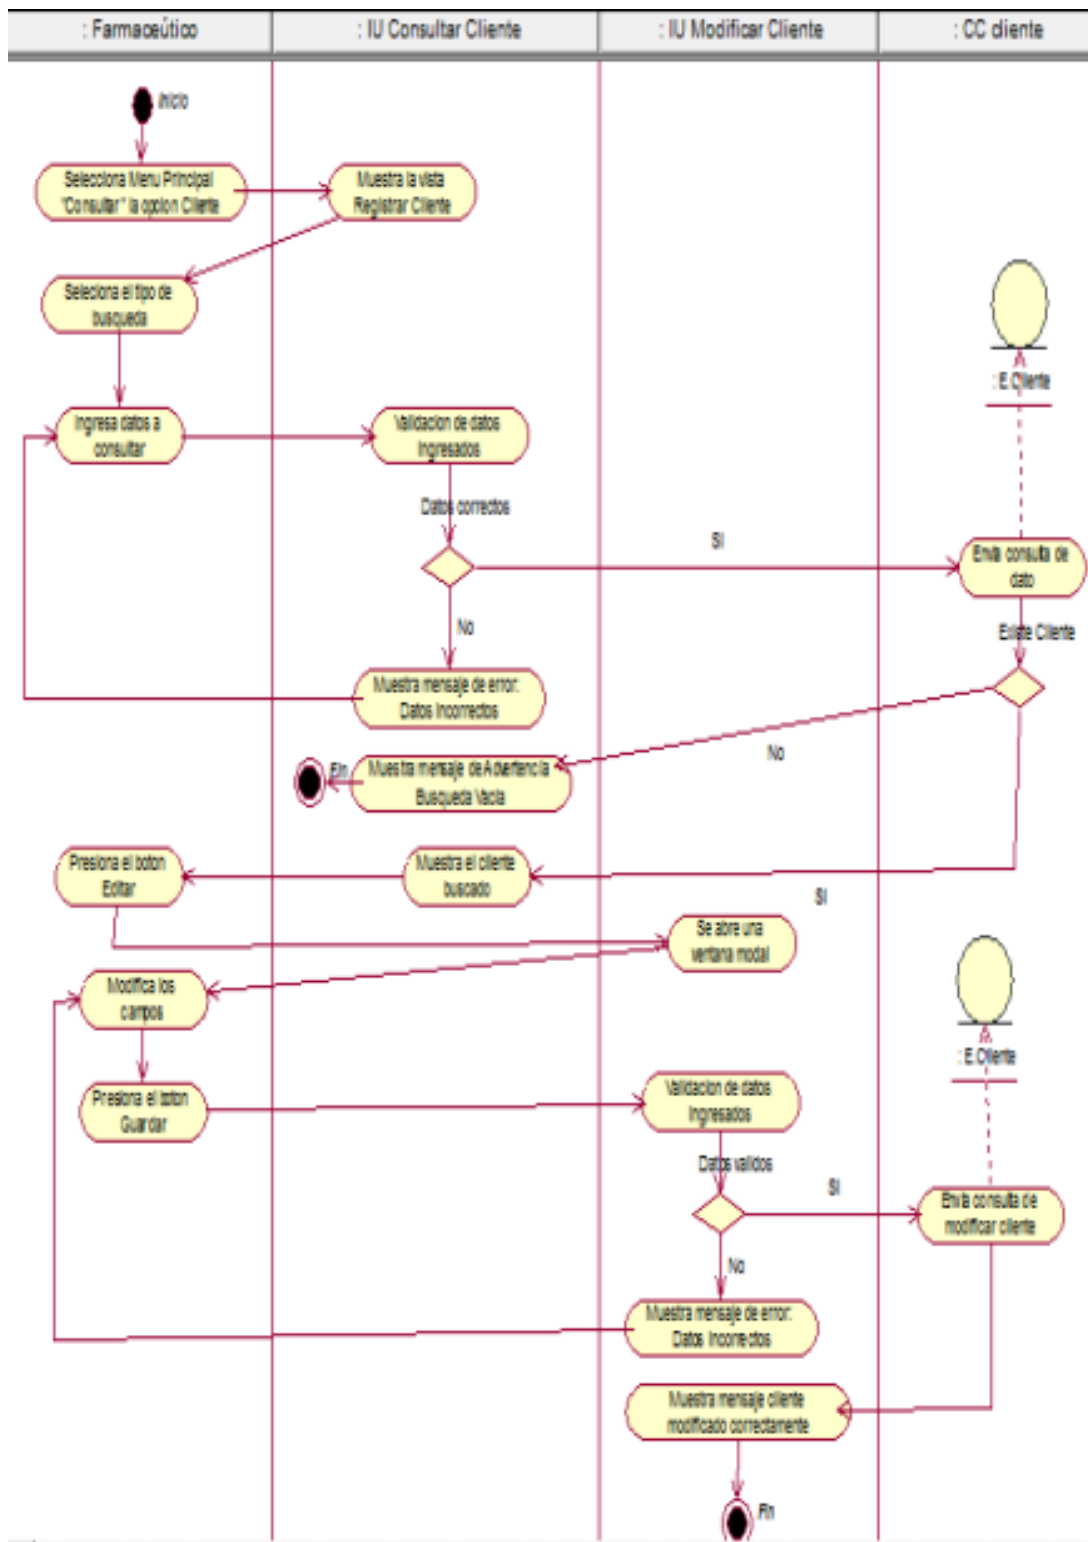 : Farmaceútico
: IU Consultar Cliente
: IU Modificar Cliente
: CC cliente
Inicio
Selecciona Menu Principal
"Consultar" la opcion Cliente
Muestra la vista
Registrar Cliente
Seleciona el tipo de
busqueda
: E.Cliente
Ingresa datos a
consultar
Validacion de datos
Ingresados
Datos correctos
SI
Envia consulta de
dato
No
Existe Cliente
Muestra mensaje de error:
Datos Incorrectos
No
Fin
Muestra mensaje de Advertencia
Busqueda Vacia
Presiona el boton
Editar
Muestra el cliente
buscado
SI
Se abre una
ventana modal
Modifica los
campos
: E.Cliente
Presiona el boton
Guardar
Validacion de datos
Ingresados
Datos validos
SI
Envia consulta de
modificar cliente
No
Muestra mensaje de error:
Datos Incorrectos
Muestra mensaje cliente
modificado correctamente
Fin